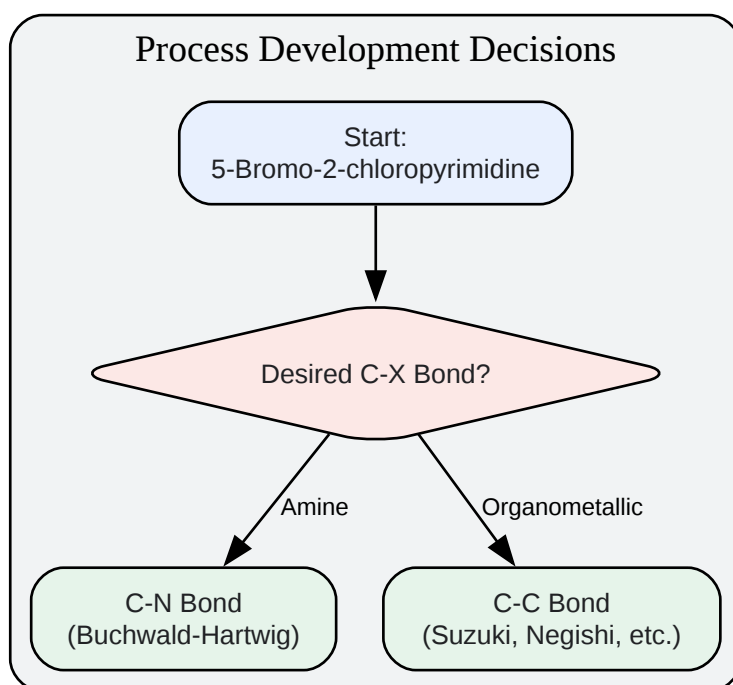 Process Development Decisions
Start:
5-Bromo-2-chloropyrimidine
Desired C-X Bond?
Amine
Organometallic
C-N Bond
(Buchwald-Hartwig)
C-C Bond
(Suzuki, Negishi, etc.)